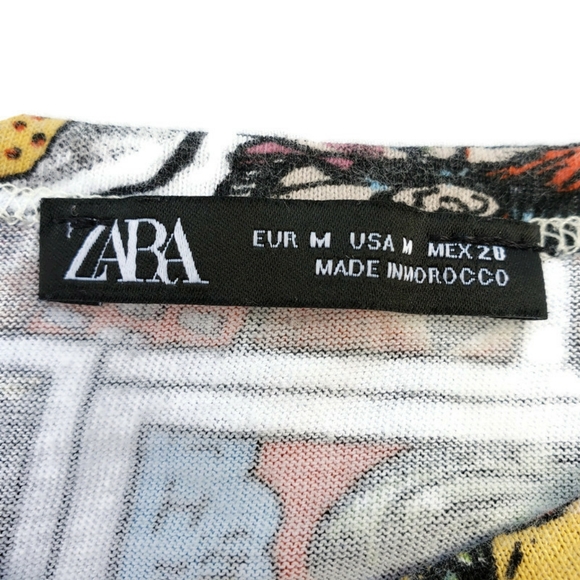 ZARA
EUR M USA M MEX 28
MADE IN MOROCCO